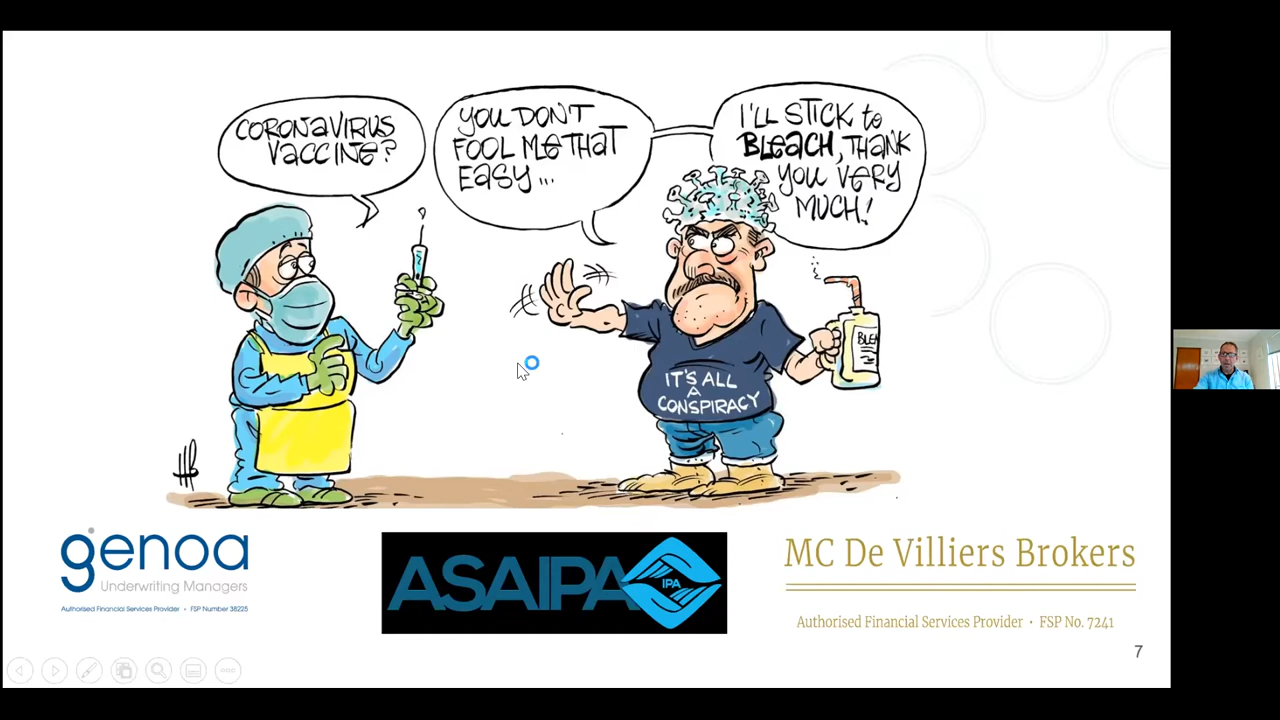 CORONAVIRUS
VACCINE?
YOU DON'T
FOOL ME THAT
EASY...
I'LL STICK to
BLEACH, THANK
YOU VERY
MUCH!
IT'S ALL
A
CONSPIRACY
BLEA
genoa
Underwriting Managers
Authorised Financial Services Provider • FSP Number 38225
ASAIPA
IPA
MC De Villiers Brokers
Authorised Financial Services Provider • FSP No. 7241
7